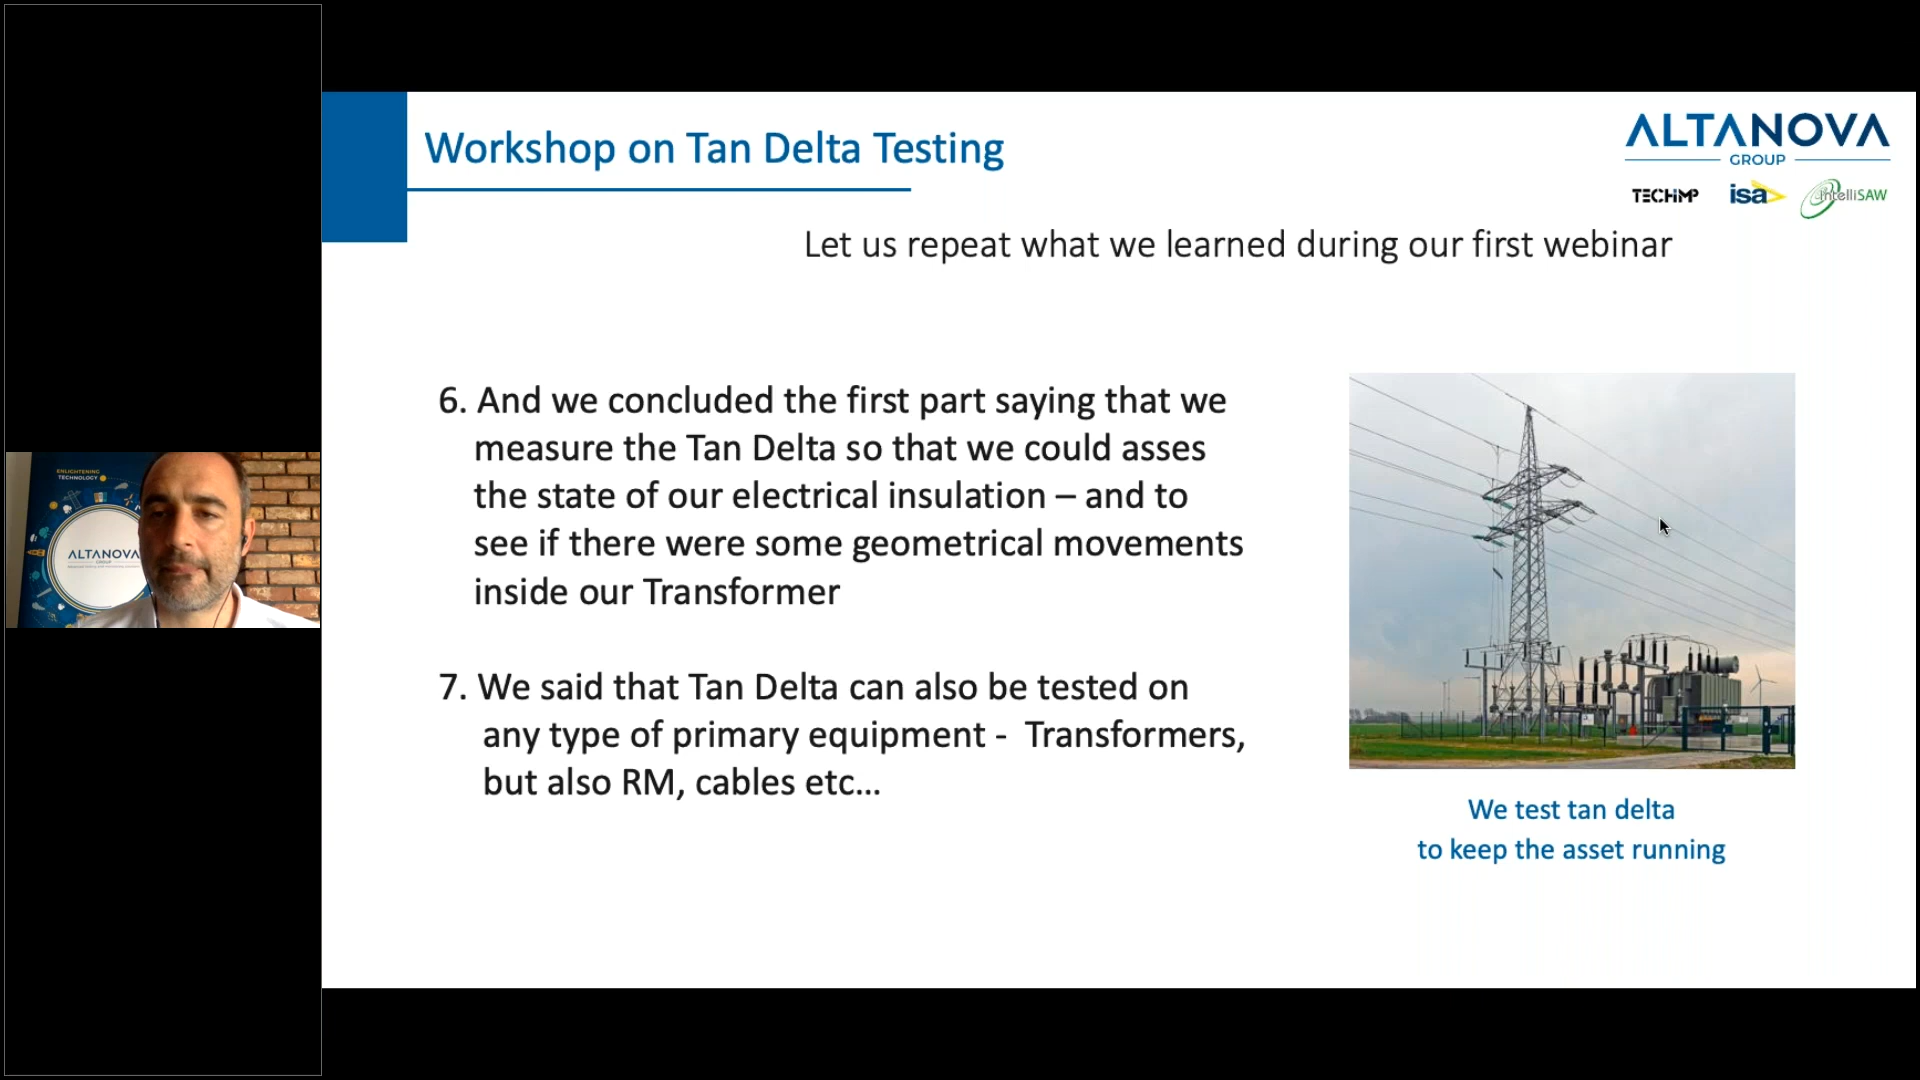 Workshop on Tan Delta Testing
ALTANOVA
GROUP
TECHIMP isa intelliSAW
Let us repeat what we learned during our first webinar
6. And we concluded the first part saying that we
measure the Tan Delta so that we could asses
the state of our electrical insulation – and to
see if there were some geometrical movements
inside our Transformer
7. We said that Tan Delta can also be tested on
any type of primary equipment - Transformers,
but also RM, cables etc...
We test tan delta
to keep the asset running
ENLIGHTENING
TECHNOLOGY
ALTANOVA
GROUP